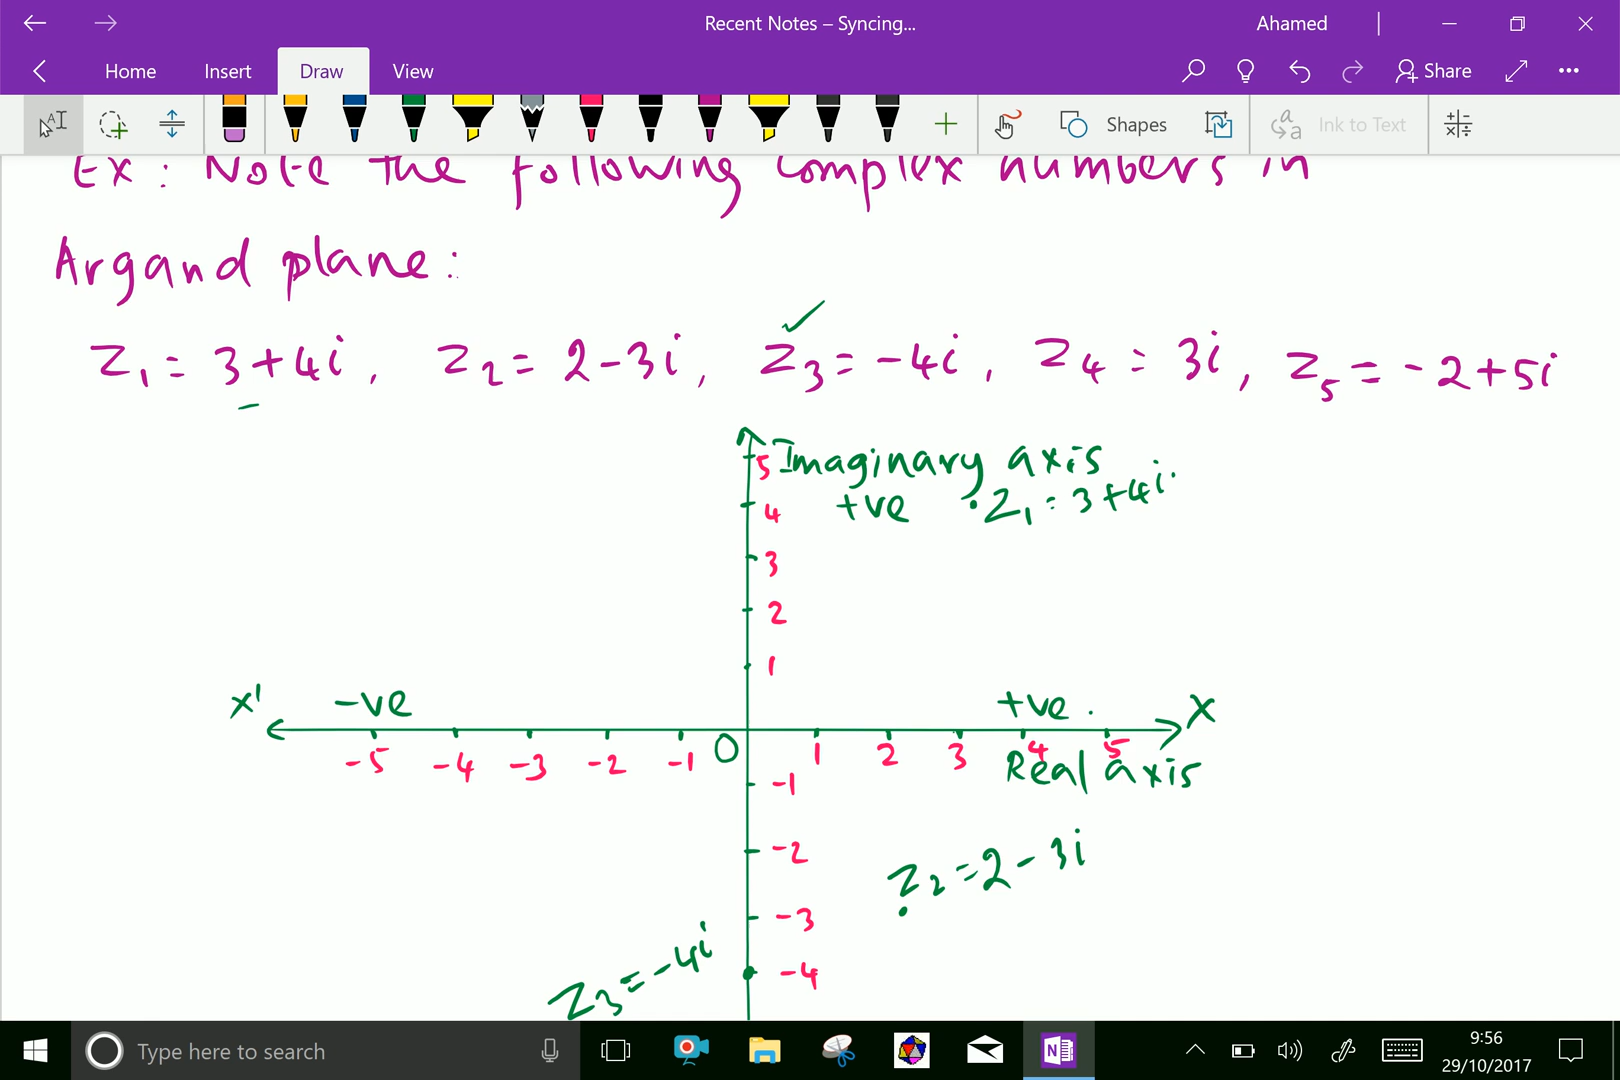 Recent Notes – Syncing...
Ahamed
Home Insert Draw View
Share
Shapes
Ink to Text
Ex: Note the following complex numbers in
Argand plane:
Z₁ = 3+4i, Z₂ = 2-3i, Z₃ = -4i, Z₄ = 3i, Z₅ = -2+5i
5 Imaginary axis
4 +ve Z₁ = 3+4i
3
2
1
X' -ve +ve X
-5 -4 -3 -2 -1 O 1 2 3 4 5
Real axis
-1
-2
Z₂ = 2-3i
-3
-4
Z₃ = -4i
Type here to search
9:56
29/10/2017